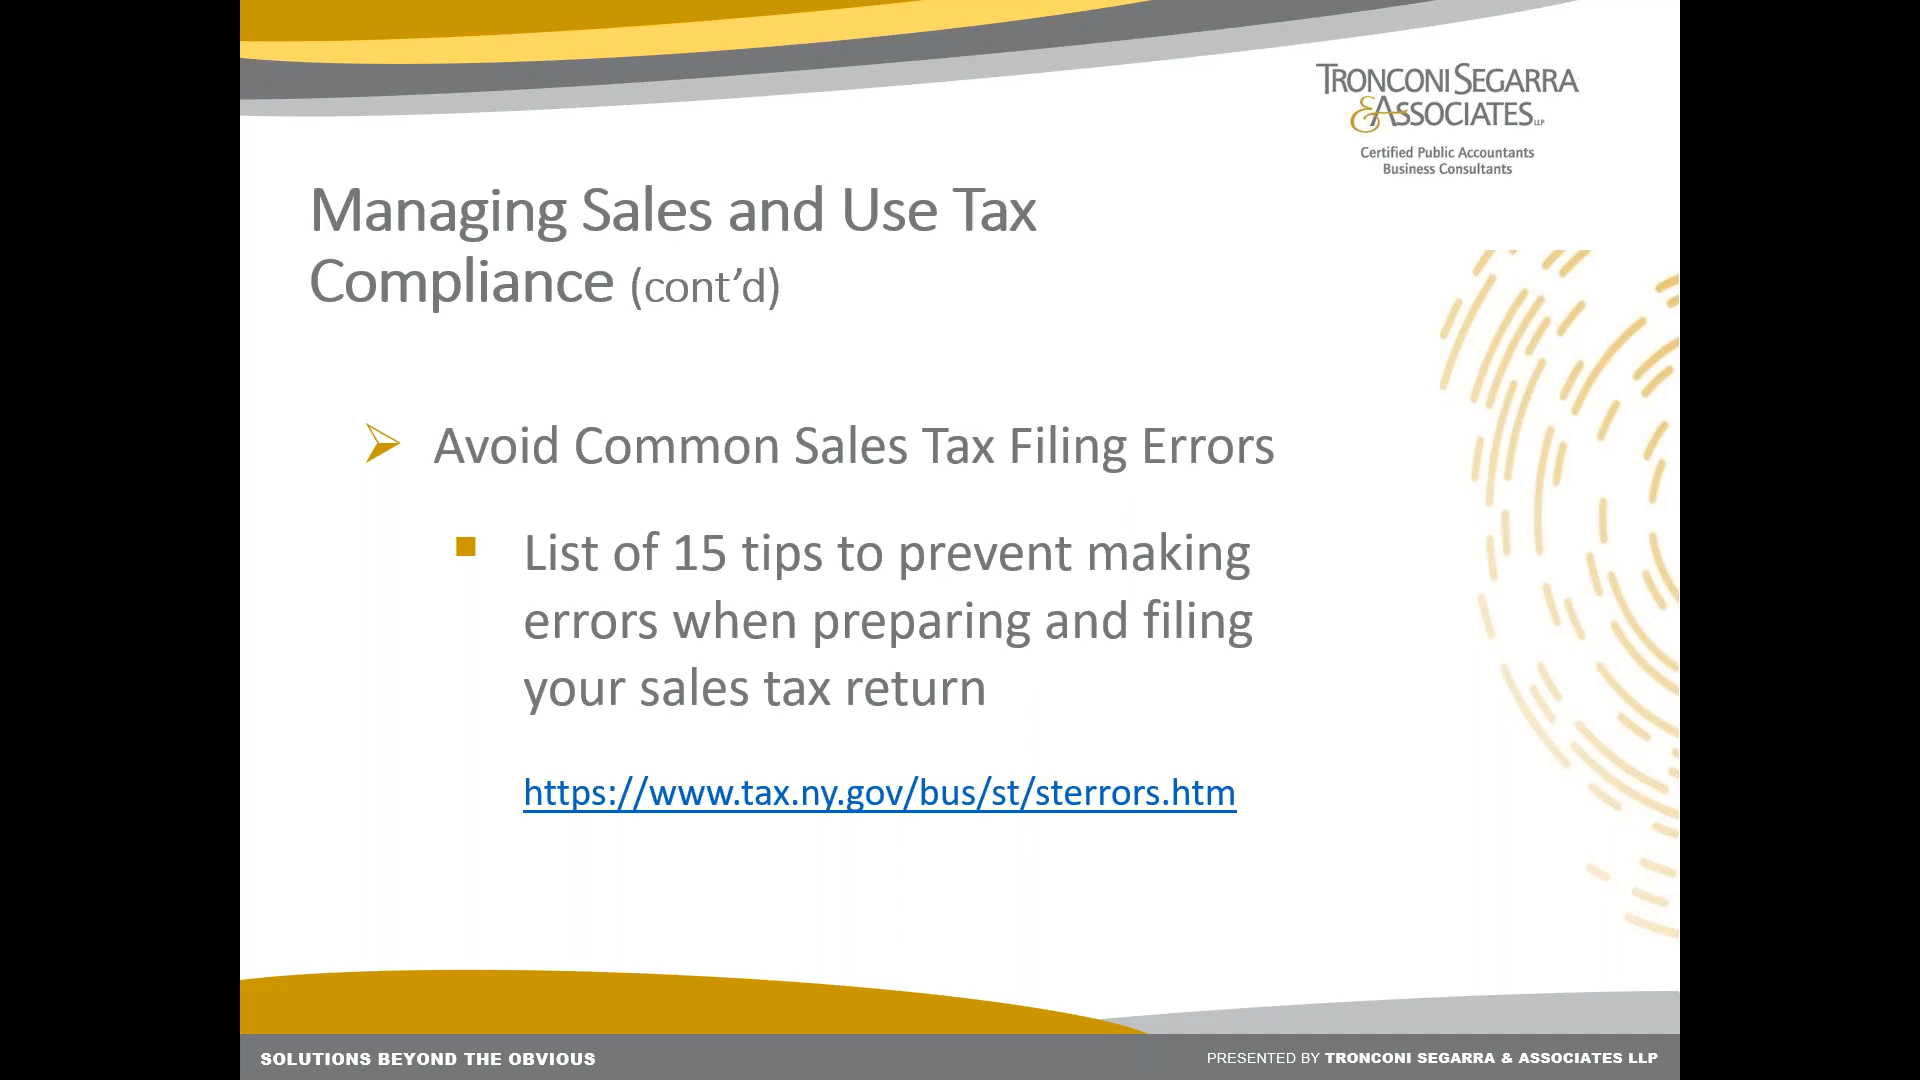 TRONCONI SEGARRA
& ASSOCIATES LLP
Certified Public Accountants
Business Consultants
Managing Sales and Use Tax
Compliance (cont’d)
Avoid Common Sales Tax Filing Errors
List of 15 tips to prevent making
errors when preparing and filing
your sales tax return
https://www.tax.ny.gov/bus/st/sterrors.htm
SOLUTIONS BEYOND THE OBVIOUS
PRESENTED BY TRONCONI SEGARRA & ASSOCIATES LLP